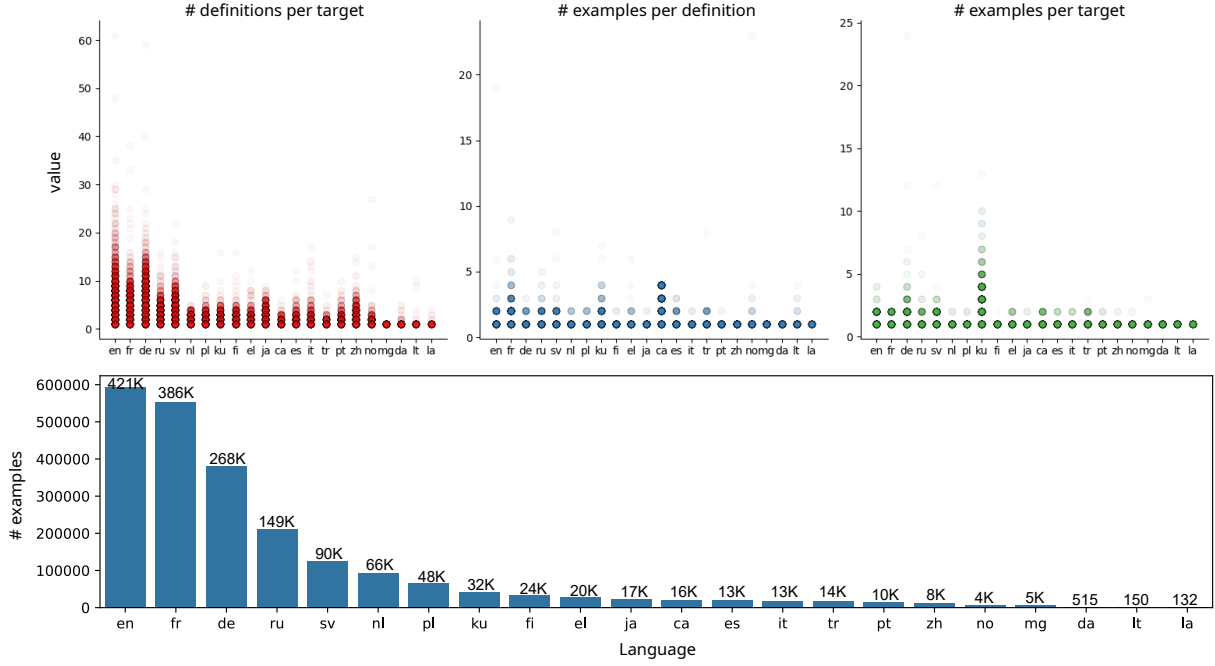 # definitions per target
# examples per definition
# examples per target
value
60
50
40
30
20
10
0
en fr de ru sv nl pl ku fi el ja ca es it tr pt zh no mg da lt la
20
15
10
5
0
en fr de ru sv nl pl ku fi el ja ca es it tr pt zh no mg da lt la
25
20
15
10
5
0
en fr de ru sv nl pl ku fi el ja ca es it tr pt zh no mg da lt la
# examples
600000
500000
400000
300000
200000
100000
0
421K 386K 268K 149K 90K 66K 48K 32K 24K 20K 17K 16K 13K 13K 14K 10K 8K 4K 5K 515 150 132
en fr de ru sv nl pl ku fi el ja ca es it tr pt zh no mg da lt la
Language